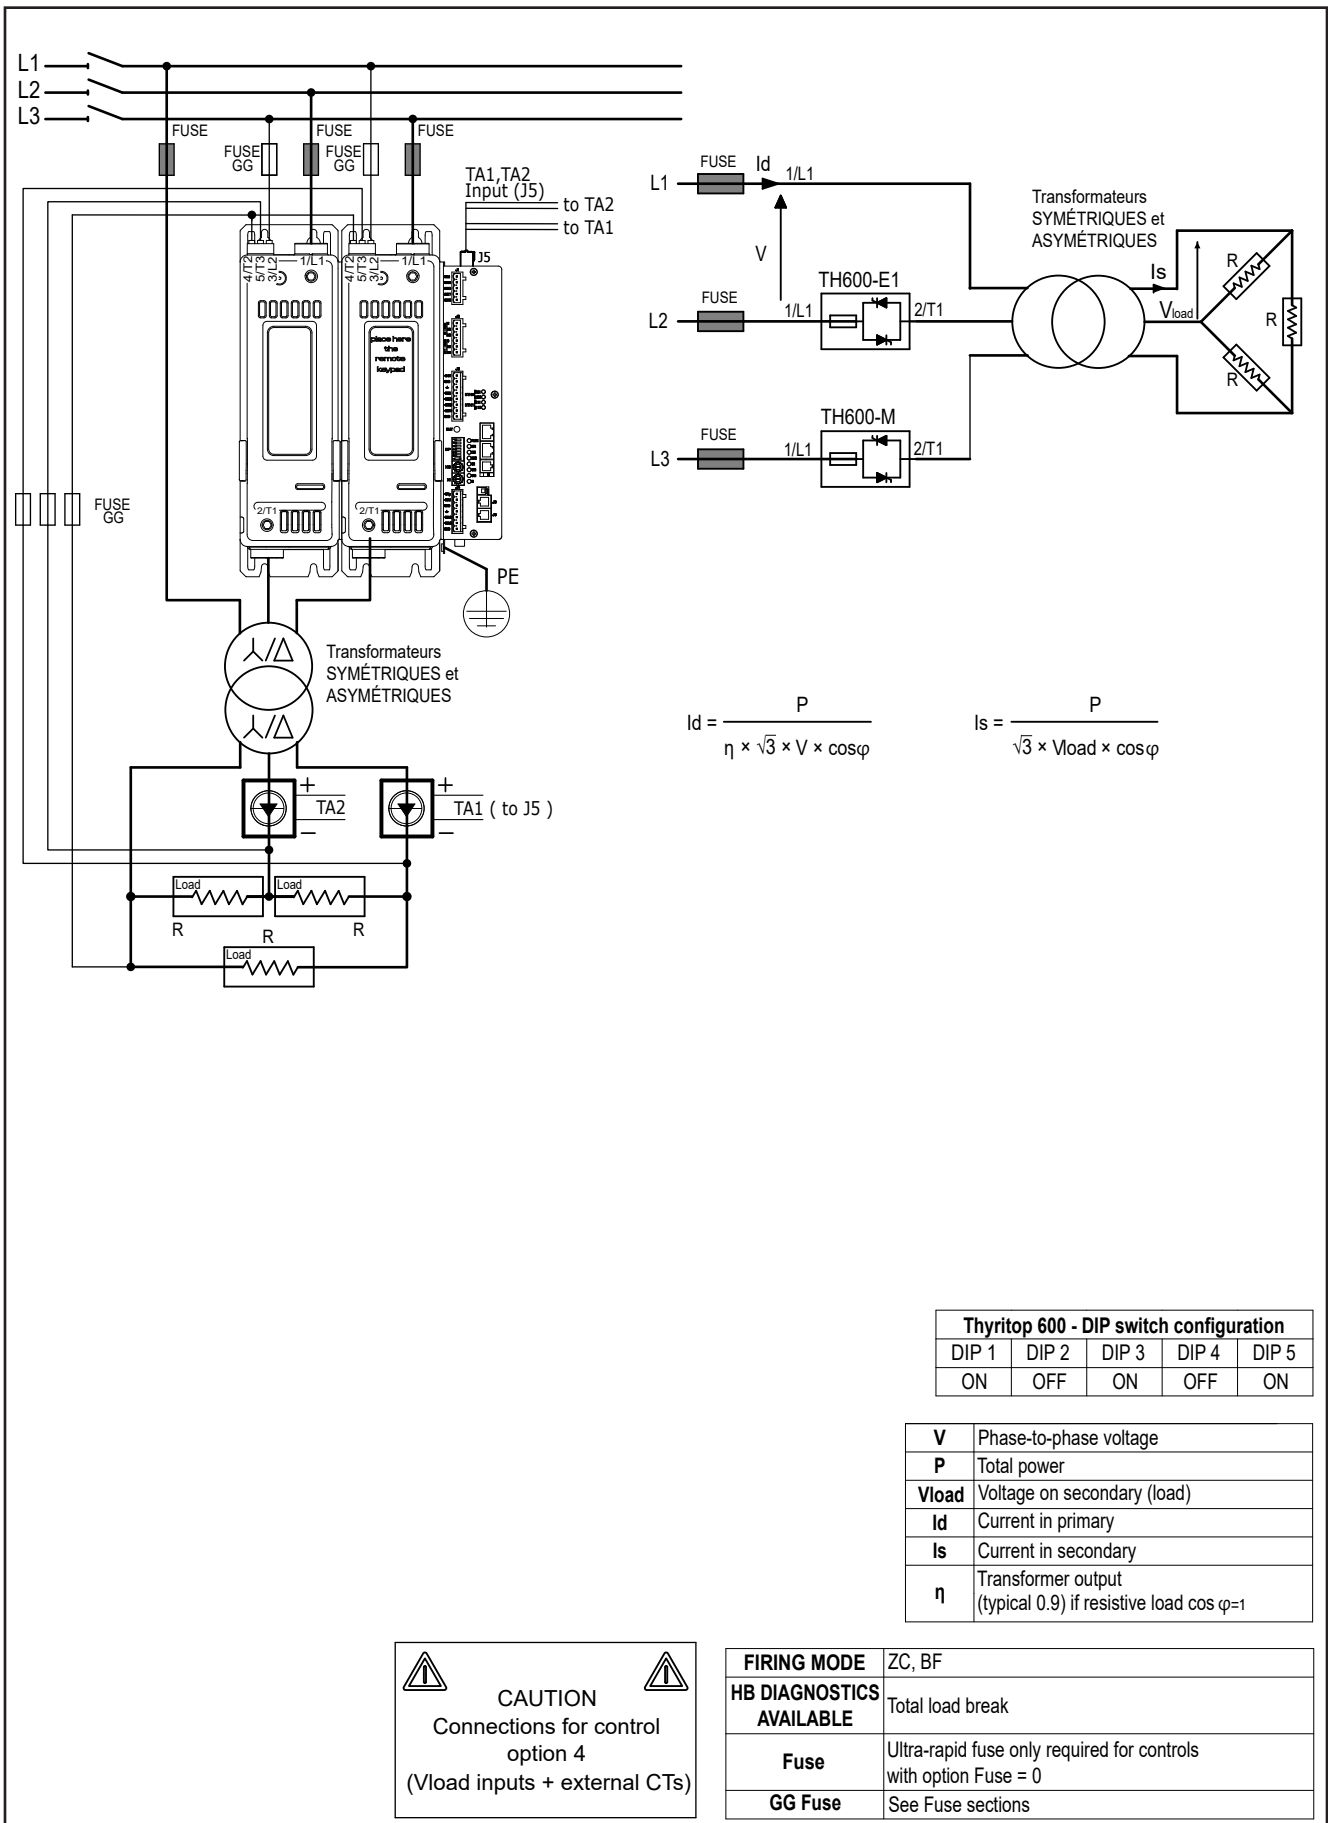 L1
L2
L3
FUSE
FUSE
FUSE
FUSE
GG
FUSE
GG
TA1,TA2
Input (J5)
to TA2
to TA1
J5
4/T2
5/T3
3/L2
1/L1
4/T2
5/T3
3/L2
1/L1
place here
the
remote
keypad
2/T1
2/T1
FUSE
GG
PE
Transformateurs
SYMÉTRIQUES et
ASYMÉTRIQUES
+
TA2
−
+
TA1 ( to J5 )
−
Load
Load
R
R
R
Load
L1
FUSE
Id
1/L1
V
L2
FUSE
1/L1
TH600-E1
2/T1
L3
FUSE
1/L1
TH600-M
2/T1
Transformateurs
SYMÉTRIQUES et
ASYMÉTRIQUES
Is
Vload
R
R
R
Id = P / η × √3 × V × cosφ
Is = P / √3 × Vload × cosφ
Thyritop 600 - DIP switch configuration
DIP 1 DIP 2 DIP 3 DIP 4 DIP 5
ON OFF ON OFF ON
V Phase-to-phase voltage
P Total power
Vload Voltage on secondary (load)
Id Current in primary
Is Current in secondary
η Transformer output
(typical 0.9) if resistive load cos φ=1
CAUTION
Connections for control
option 4
(Vload inputs + external CTs)
FIRING MODE ZC, BF
HB DIAGNOSTICS
AVAILABLE Total load break
Fuse Ultra-rapid fuse only required for controls
with option Fuse = 0
GG Fuse See Fuse sections